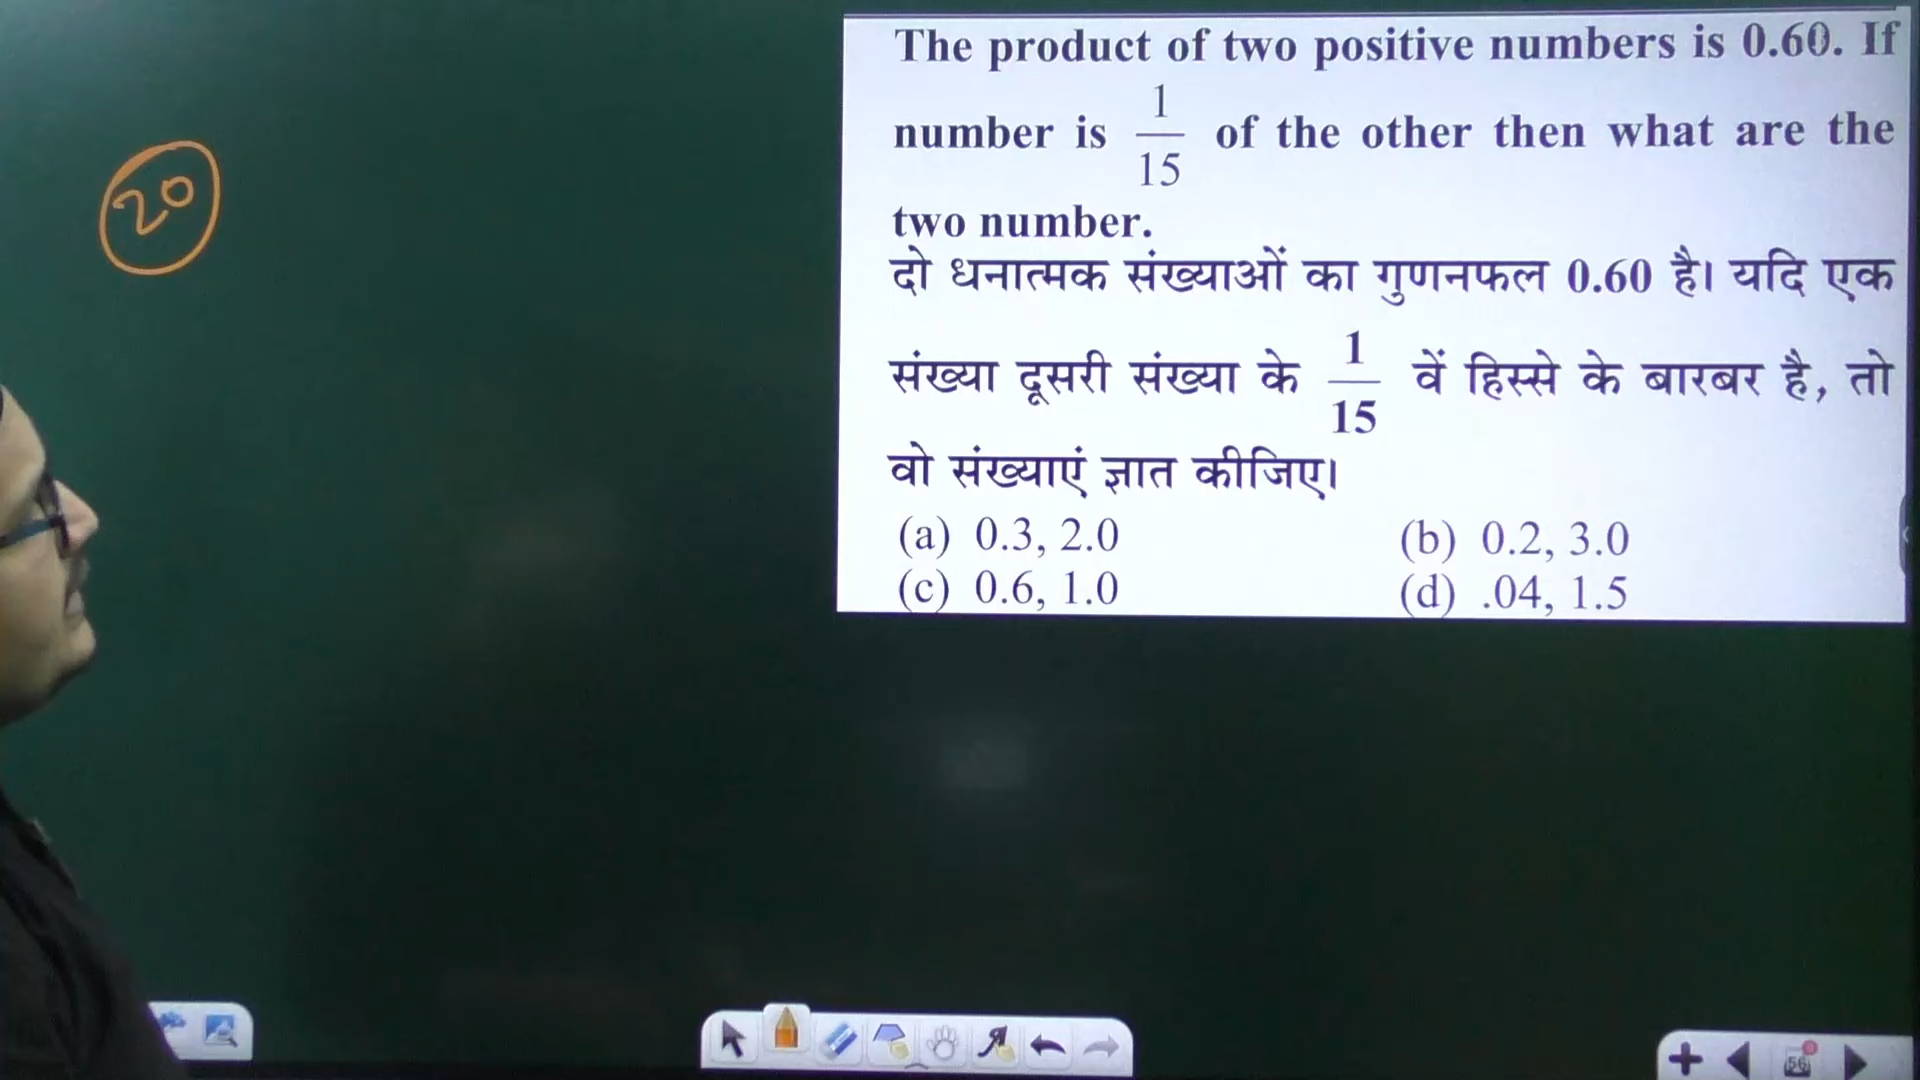 20
The product of two positive numbers is 0.60. If
number is 1/15 of the other then what are the
two number.
दो धनात्मक संख्याओं का गुणनफल 0.60 है। यदि एक
संख्या दूसरी संख्या के 1/15 वें हिस्से के बारबर है, तो
वो संख्याएं ज्ञात कीजिए।
(a) 0.3, 2.0 (b) 0.2, 3.0
(c) 0.6, 1.0 (d) .04, 1.5
56